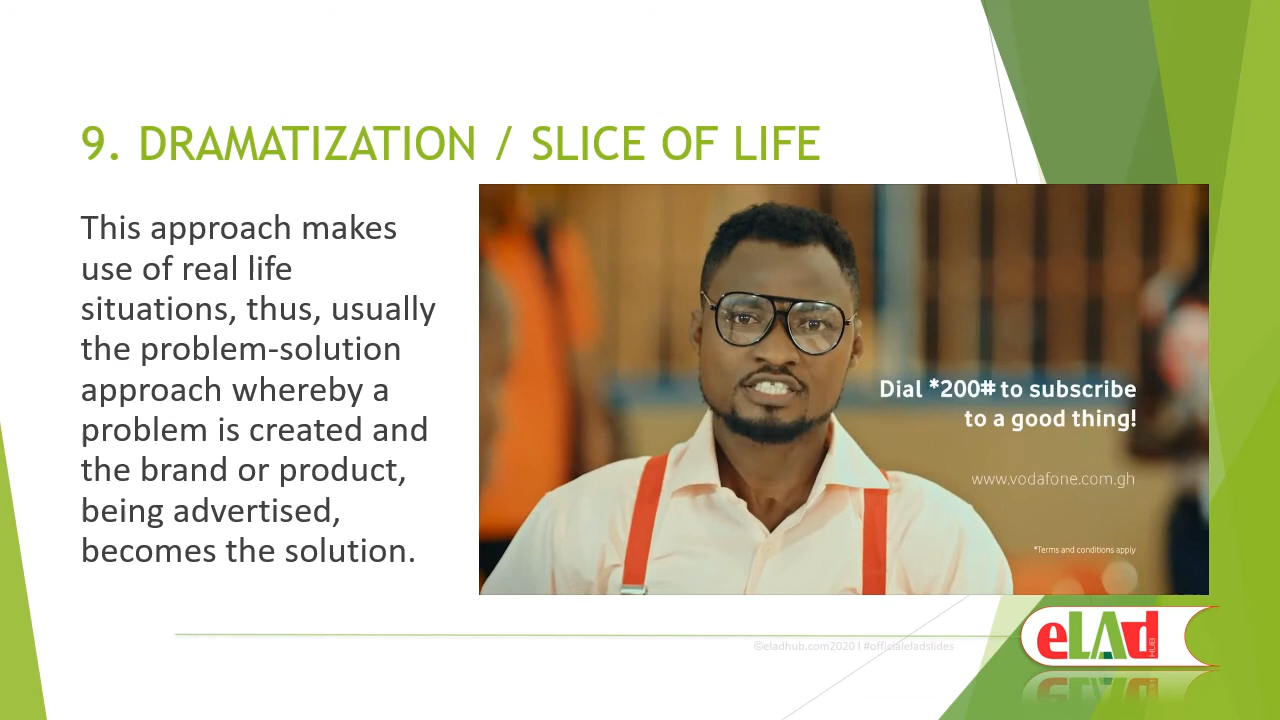 9. DRAMATIZATION / SLICE OF LIFE
This approach makes
use of real life
situations, thus, usually
the problem-solution
approach whereby a
problem is created and
the brand or product,
being advertised,
becomes the solution.
Dial *200# to subscribe
to a good thing!
www.vodafone.com.gh
*Terms and conditions apply
©eladhub.com2020 l #officialeladslides
eLAd HUB